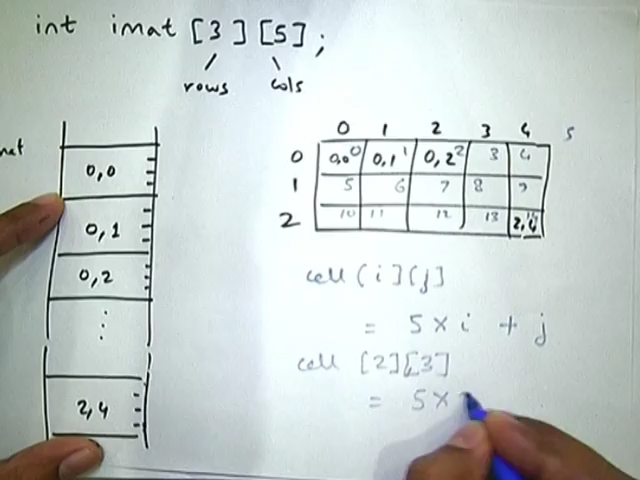 int imat [3][5];
rows cols
mat
0,0
0,1
0,2
2,4
0 1 2 3 4 5
0 0,0 0 0,1 1 0,2 2 3 4
1 5 6 7 8 9
2 10 11 12 13 2,4
cell [i][j]
= 5 × i + j
cell [2][3]
= 5 ×